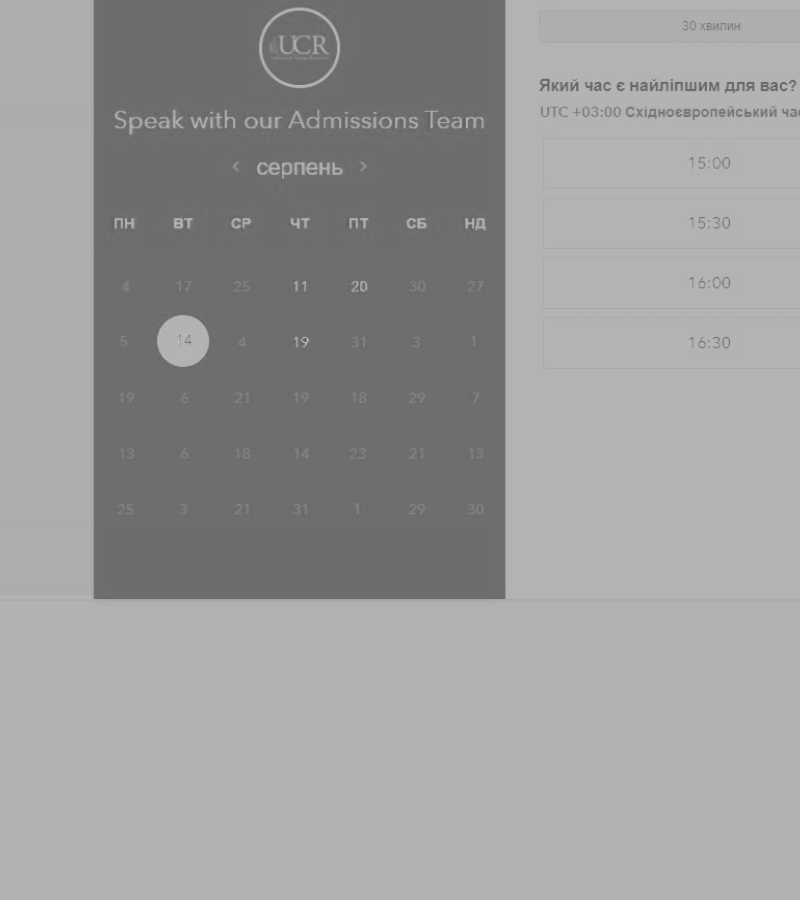 UCR
Speak with our Admissions Team
‹ серпень ›
ПН ВТ СР ЧТ ПТ СБ НД
4 17 25 11 20 30 27
5 14 4 19 31 3 1
19 6 21 19 18 29 7
13 6 18 14 23 21 13
25 3 21 31 1 29 30
30 хвилин
Який час є найліпшим для вас?
UTC +03:00 Східноєвропейський
15:00
15:30
16:00
16:30